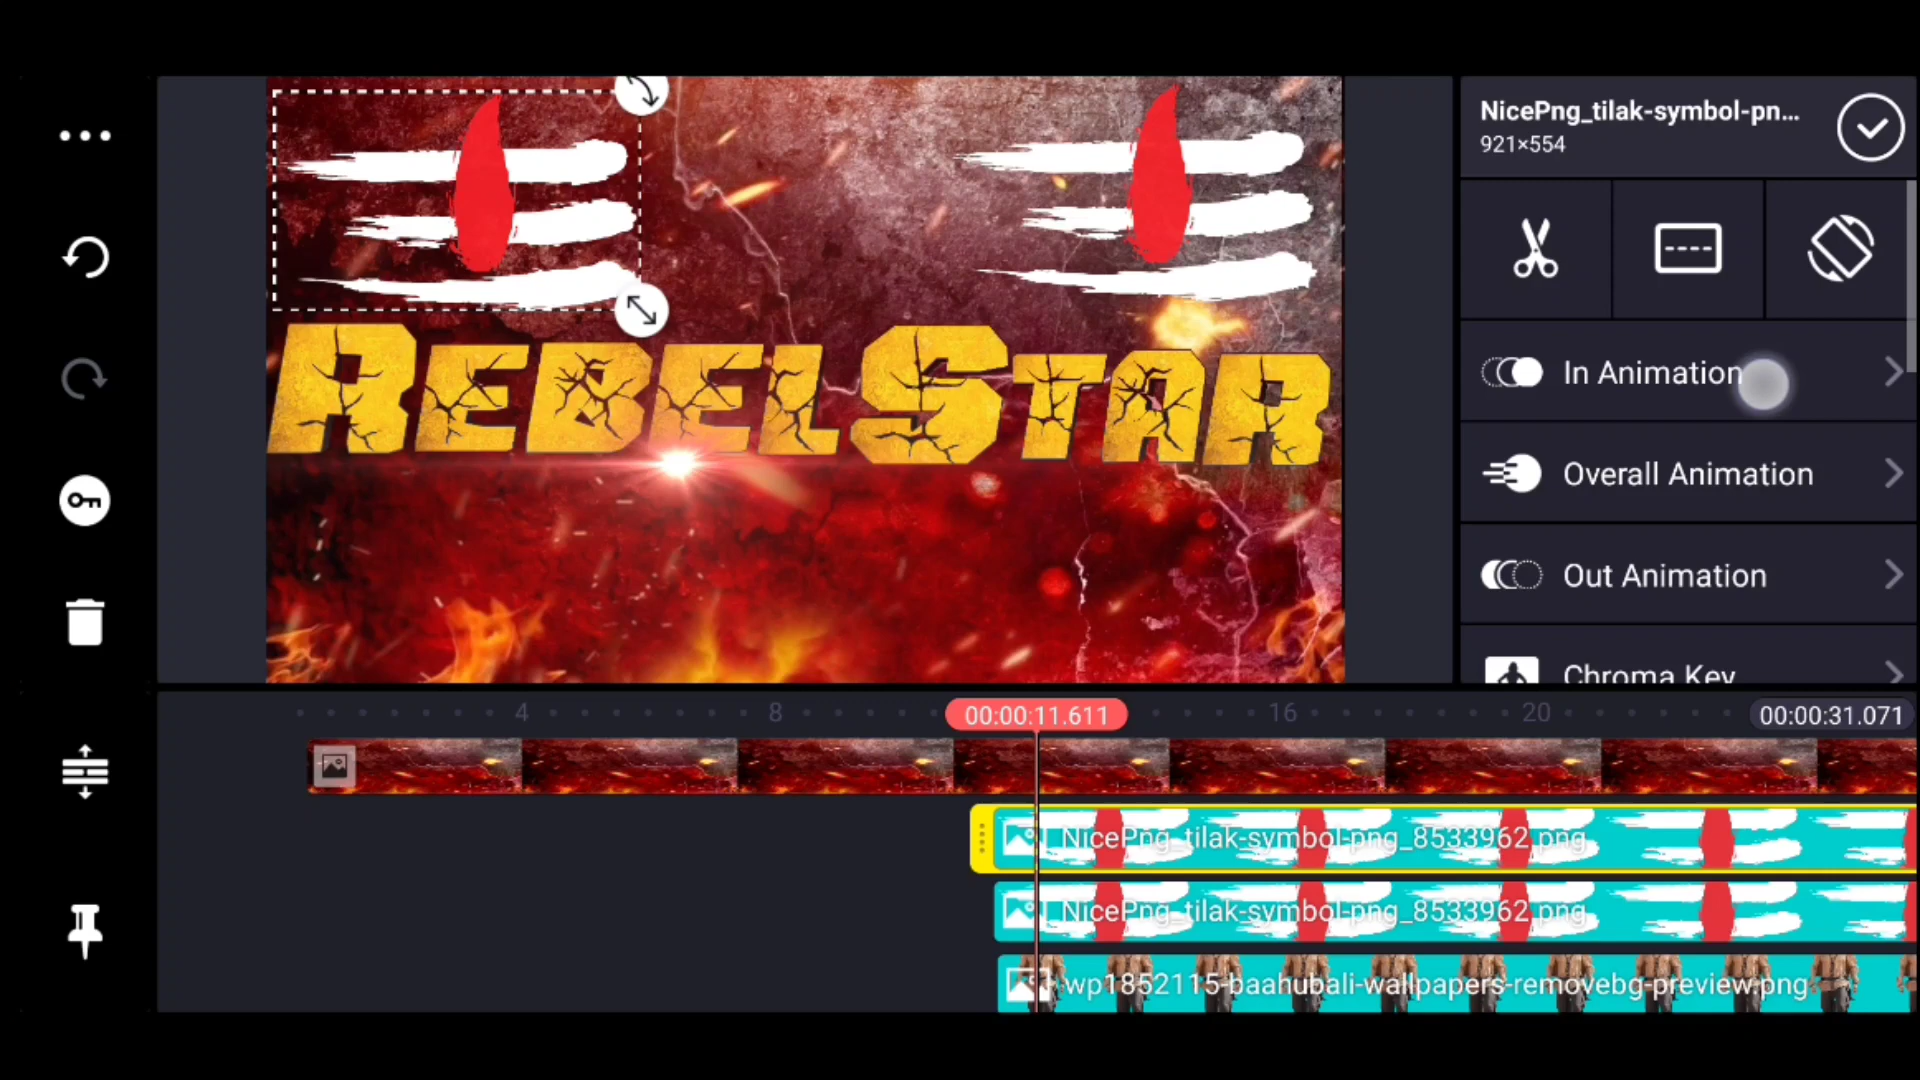 NicePng_tilak-symbol-pn...
921×554
REBELSTAR
In Animation
Overall Animation
Out Animation
Chroma Key
4
8
00:00:11.611
16
20
00:00:31.071
NicePng_tilak-symbol-png_8533962.png
NicePng_tilak-symbol-png_8533962.png
wp1852115-baahubali-wallpapers-removebg-preview.png